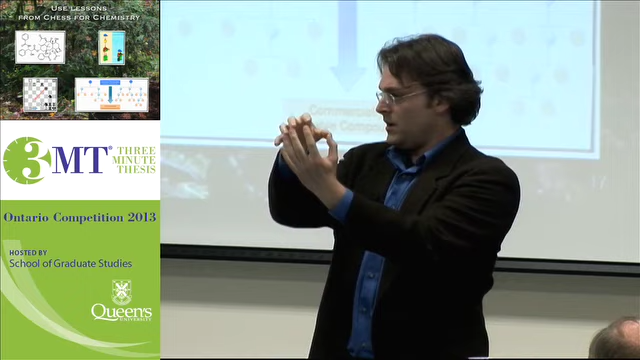 USE LESSONS
FROM CHESS FOR CHEMISTRY
3MT® THREE
MINUTE
THESIS
Ontario Competition 2013
HOSTED BY
School of Graduate Studies
Queen's
UNIVERSITY